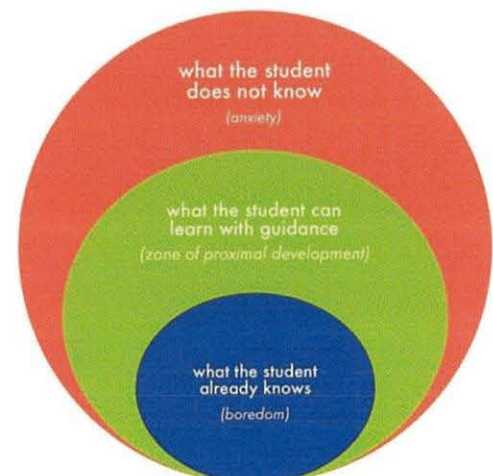 what the student
does not know
(anxiety)
what the student can
learn with guidance
(zone of proximal development)
what the student
already knows
(boredom)